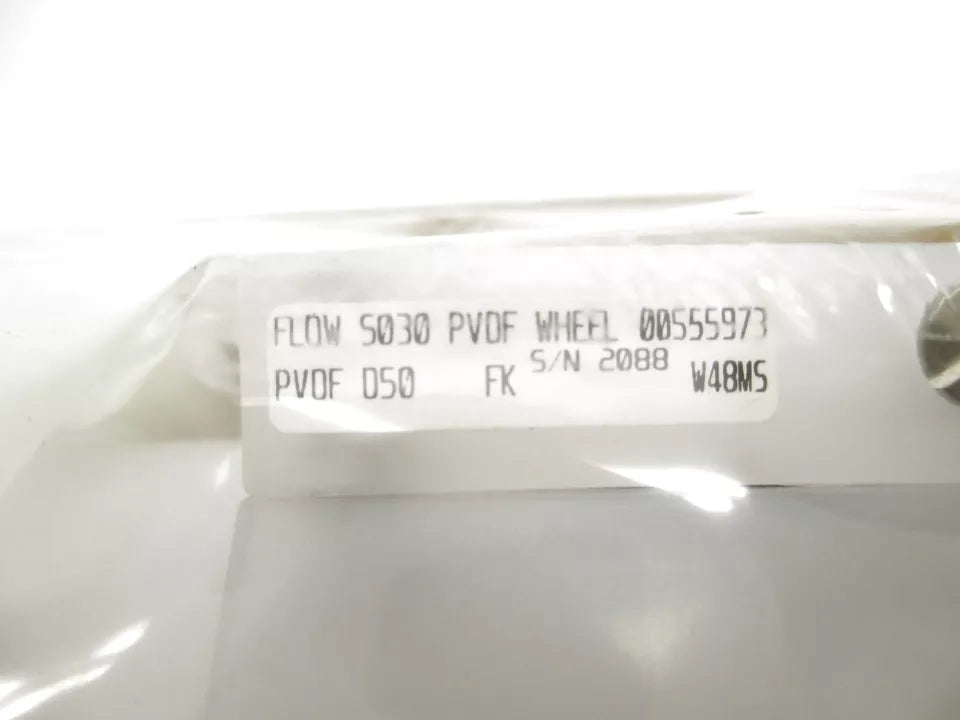 FLOW S030 PVDF WHEEL 00555973
S/N 2088
PVDF D50 FK W48MS